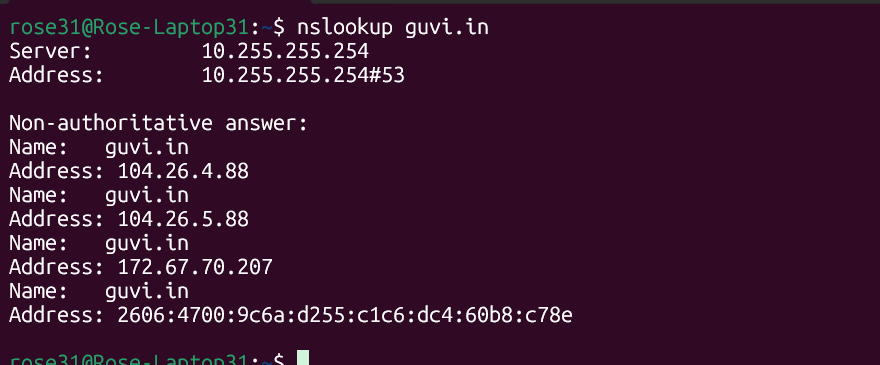 rose31@Rose-Laptop31:~$ nslookup guvi.in
Server:         10.255.255.254
Address:        10.255.255.254#53

Non-authoritative answer:
Name:   guvi.in
Address: 104.26.4.88
Name:   guvi.in
Address: 104.26.5.88
Name:   guvi.in
Address: 172.67.70.207
Name:   guvi.in
Address: 2606:4700:9c6a:d255:c1c6:dc4:60b8:c78e

rose31@Rose-Laptop31:~$